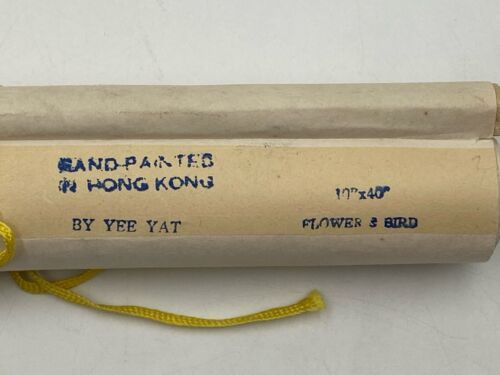 HAND-PAINTED
IN HONG KONG
10"x40"
BY YEE YAT
FLOWER & BIRD